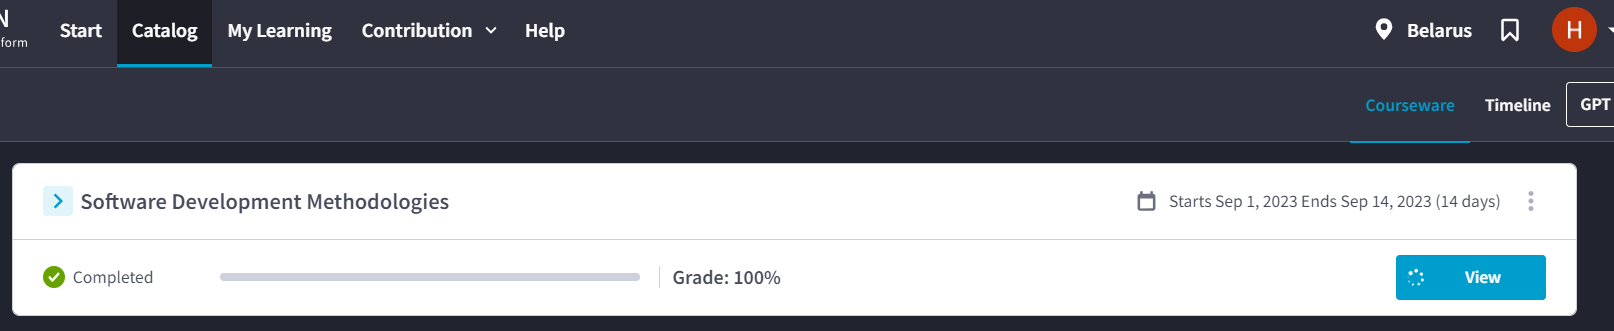 N
form
Start Catalog My Learning Contribution Help Belarus H
Courseware Timeline GPT
Software Development Methodologies Starts Sep 1, 2023 Ends Sep 14, 2023 (14 days)
Completed Grade: 100% View